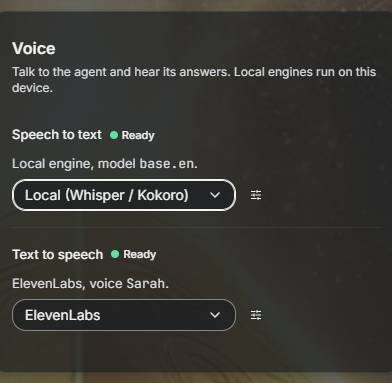 Voice
Talk to the agent and hear its answers. Local engines run on this
device.
Speech to text Ready
Local engine, model base.en.
Local (Whisper / Kokoro)
Text to speech Ready
ElevenLabs, voice Sarah.
ElevenLabs